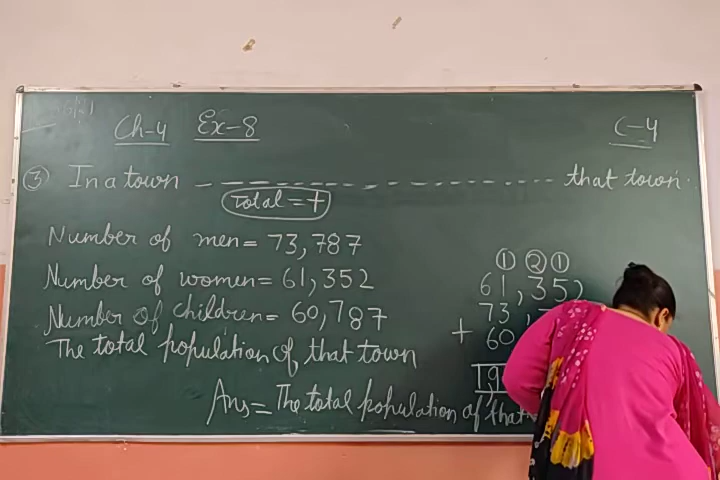 Ch-4 Ex-8 C-4
③ In a town ------------------ that town.
Total = +
Number of men = 73,787
Number of women = 61,352
Number of children = 60,787
The total population of that town
Ans = The total population of that
① ② ①
61,352
73,7
+ 60
19